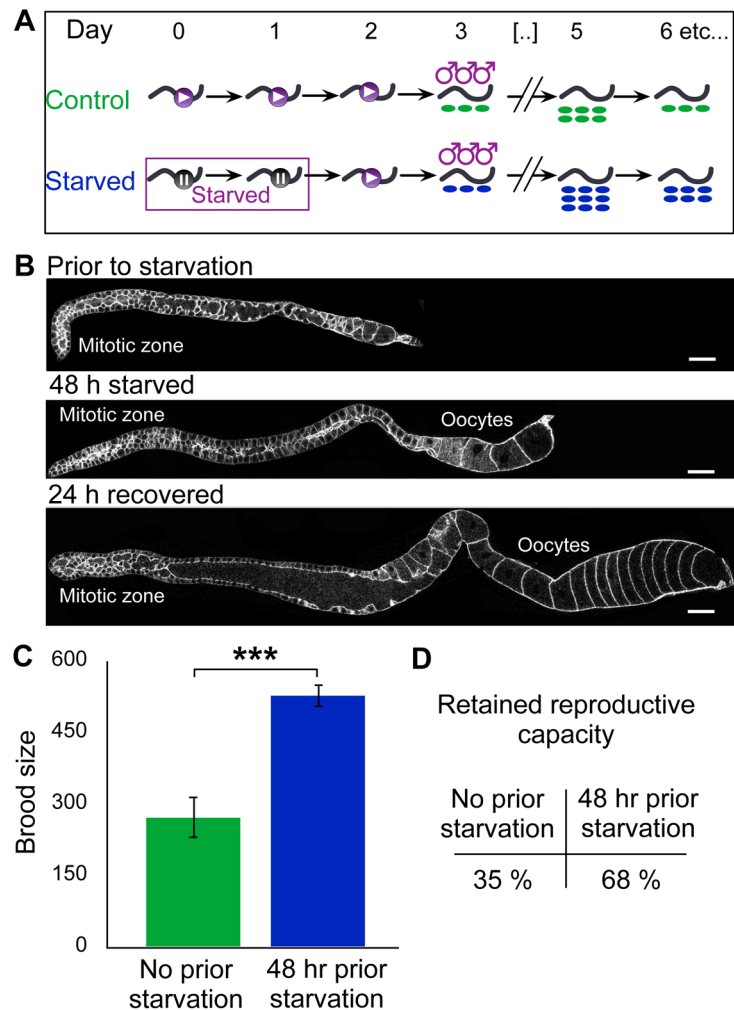 A
Day 0 1 2 3 [..] 5 6 etc...
♂♂♂
Control
♂♂♂
Starved
Starved
B Prior to starvation
Mitotic zone
48 h starved
Mitotic zone
Oocytes
24 h recovered
Oocytes
Mitotic zone
C
600
450
300
150
0
Brood size
***
No prior
starvation
48 hr prior
starvation
D
Retained reproductive
capacity
No prior
starvation
48 hr prior
starvation
35 %
68 %